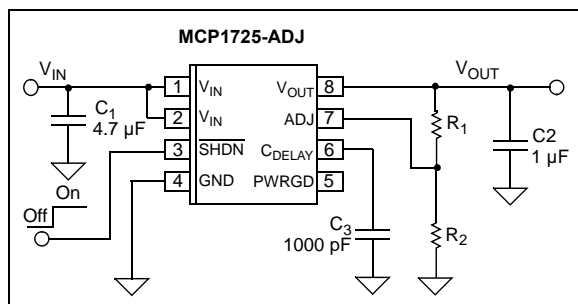 MCP1725-ADJ
VIN
VOUT
C1
4.7 µF
1 VIN
2 VIN
3 SHDN
4 GND
VOUT 8
ADJ 7
CDELAY 6
PWRGD 5
R1
C2
1 µF
On
Off
C3
1000 pF
R2